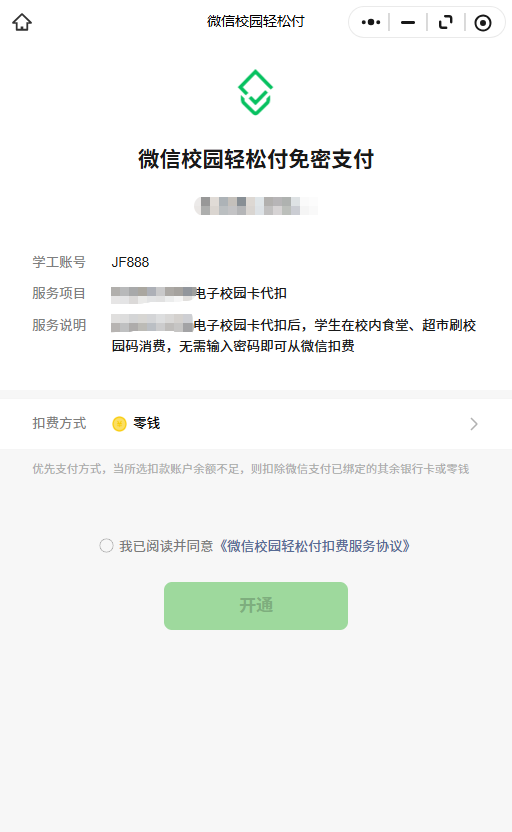 微信校园轻松付
微信校园轻松付免密支付
学工账号 JF888
服务项目 电子校园卡代扣
服务说明 电子校园卡代扣后，学生在校内食堂、超市刷校
园码消费，无需输入密码即可从微信扣费
扣费方式 零钱
优先支付方式，当所选扣款账户余额不足，则扣除微信支付已绑定的其余银行卡或零钱
我已阅读并同意《微信校园轻松付扣费服务协议》
开通